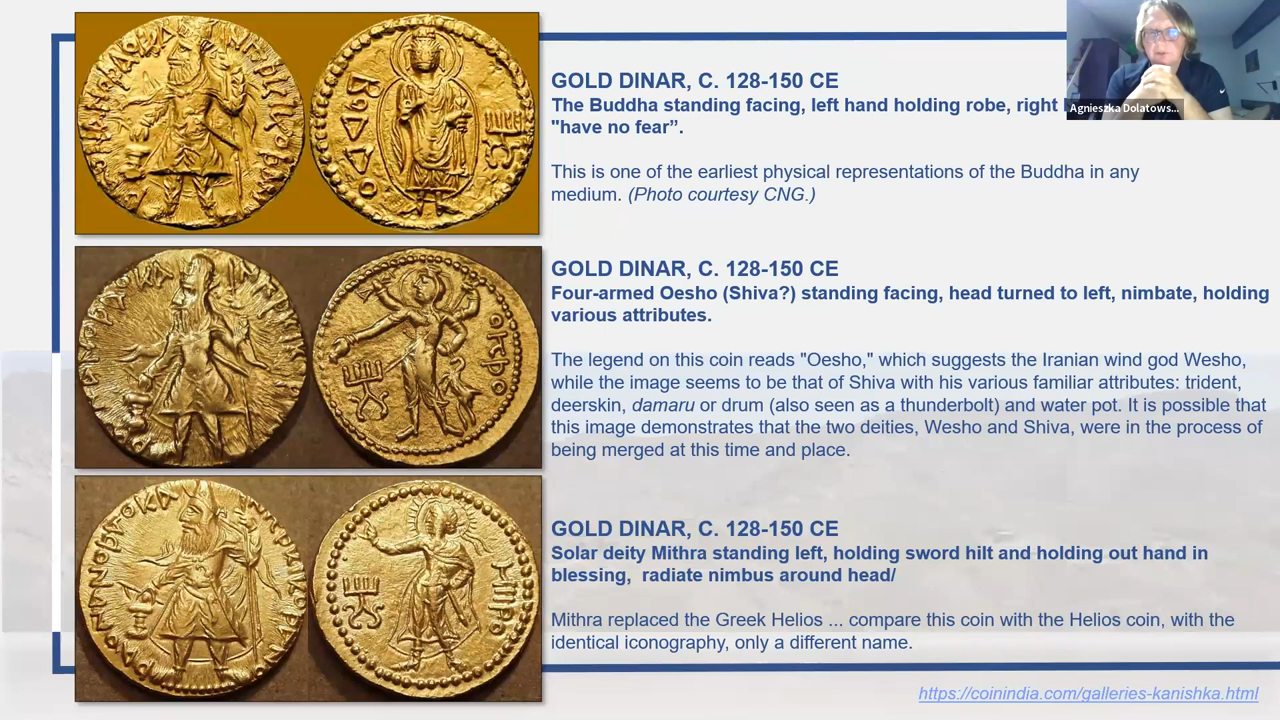 GOLD DINAR, C. 128-150 CE
The Buddha standing facing, left hand holding robe, right
"have no fear”.
This is one of the earliest physical representations of the Buddha in any
medium. (Photo courtesy CNG.)
Agnieszka Dolatows...
BOΔΔO
GOLD DINAR, C. 128-150 CE
Four-armed Oesho (Shiva?) standing facing, head turned to left, nimbate, holding
various attributes.
The legend on this coin reads "Oesho," which suggests the Iranian wind god Wesho,
while the image seems to be that of Shiva with his various familiar attributes: trident,
deerskin, damaru or drum (also seen as a thunderbolt) and water pot. It is possible that
this image demonstrates that the two deities, Wesho and Shiva, were in the process of
being merged at this time and place.
GOLD DINAR, C. 128-150 CE
Solar deity Mithra standing left, holding sword hilt and holding out hand in
blessing, radiate nimbus around head/
Mithra replaced the Greek Helios ... compare this coin with the Helios coin, with the
identical iconography, only a different name.
https://coinindia.com/galleries-kanishka.html